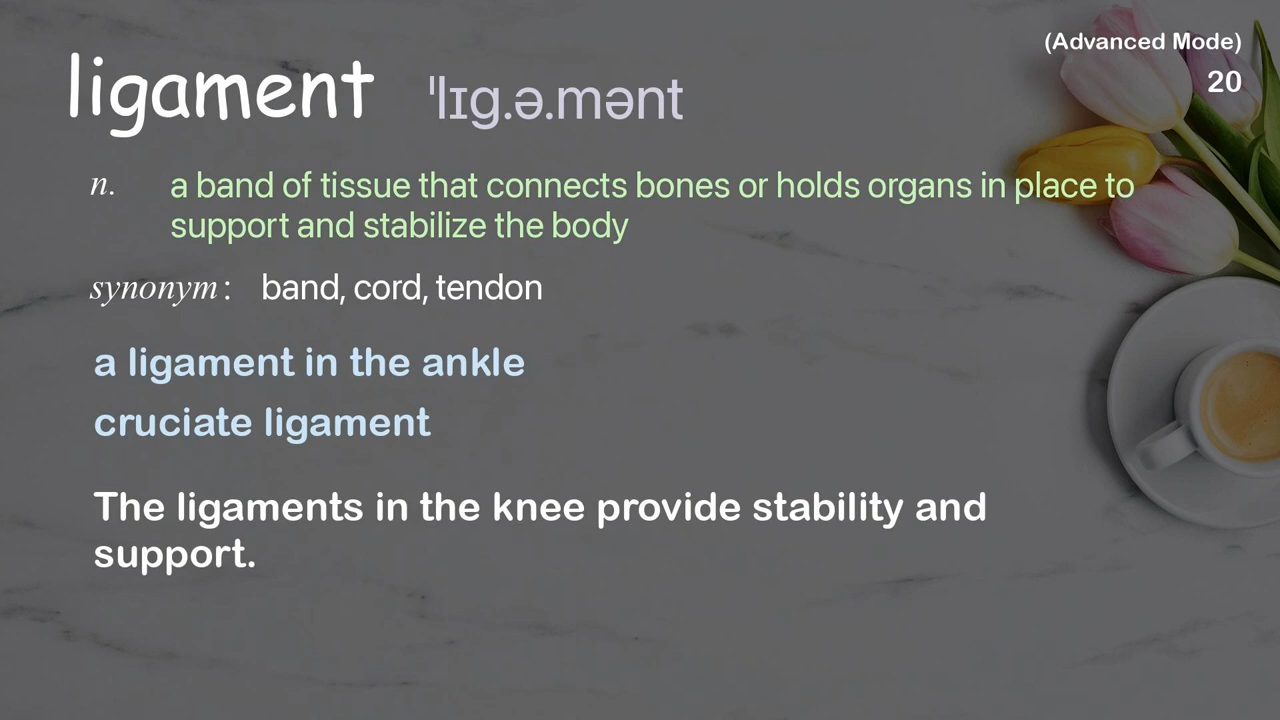 (Advanced Mode)
20
ligament ˈlɪg.ə.mənt
n. a band of tissue that connects bones or holds organs in place to
support and stabilize the body
synonym: band, cord, tendon
a ligament in the ankle
cruciate ligament
The ligaments in the knee provide stability and
support.